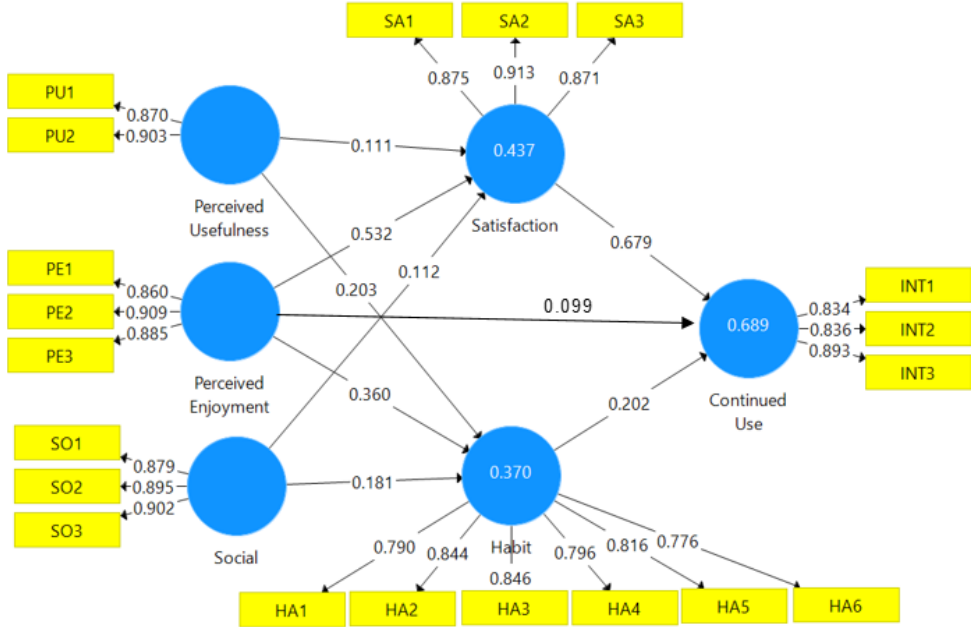 SA1 SA2 SA3
0.875 0.913 0.871
PU1
PU2
0.870
0.903
0.437
Perceived
Usefulness
Satisfaction
0.111
0.532
0.112
0.203
0.679
PE1
PE2
PE3
0.860
0.909
0.885
Perceived
Enjoyment
0.099
0.689
Continued
Use
0.834
0.836
0.893
INT1
INT2
INT3
0.360
0.202
SO1
SO2
SO3
0.879
0.895
0.902
Social
0.181
0.370
Habit
0.790 0.844 0.846 0.796 0.816 0.776
HA1 HA2 HA3 HA4 HA5 HA6